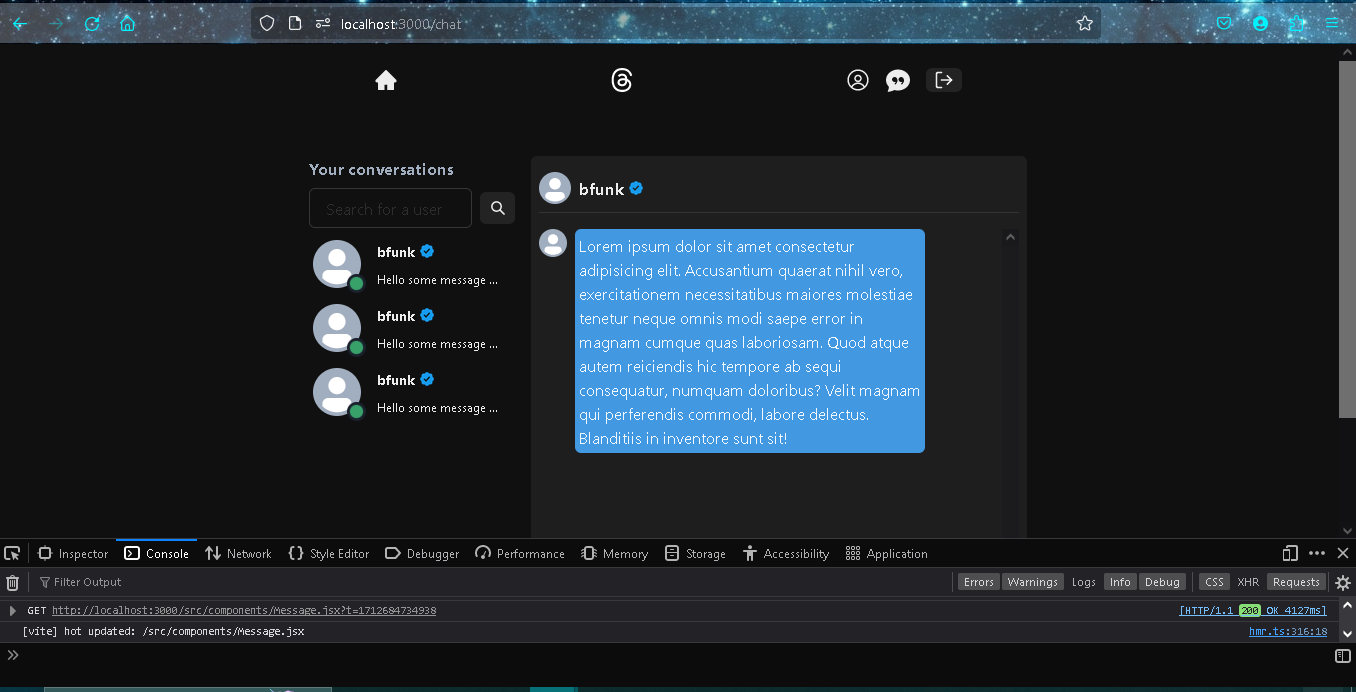 localhost:3000/chat
Your conversations
Search for a user
bfunk
Hello some message ...
bfunk
Hello some message ...
bfunk
Hello some message ...
bfunk
Lorem ipsum dolor sit amet consectetur
adipisicing elit. Accusantium quaerat nihil vero,
exercitationem necessitatibus maiores molestiae
tenetur neque omnis modi saepe error in
magnam cumque quas laboriosam. Quod atque
autem reiciendis hic tempore ab sequi
consequatur, numquam doloribus? Velit magnam
qui perferendis commodi, labore delectus.
Blanditiis in inventore sunt sit!
Inspector Console Network Style Editor Debugger Performance Memory Storage Accessibility Application
Filter Output Errors Warnings Logs Info Debug CSS XHR Requests
GET http://localhost:3000/src/components/Message.jsx?t=1712684734938 [HTTP/1.1 200 OK 4127ms]
[vite] hot updated: /src/components/Message.jsx hmr.ts:316:18